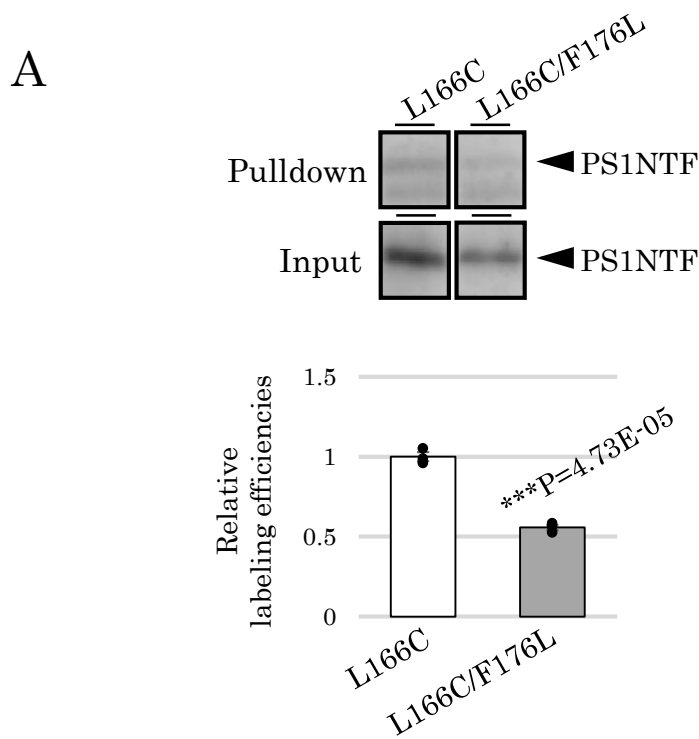 A
L166C
L166C/F176L
Pulldown
PS1NTF
Input
PS1NTF
Relative
labeling efficiencies
1.5
1
0.5
0
***P=4.73E-05
L166C
L166C/F176L